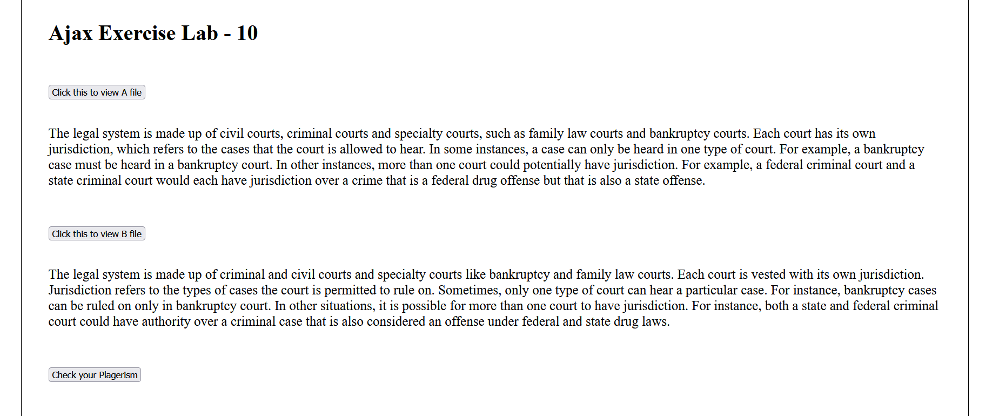 Ajax Exercise Lab - 10
Click this to view A file
The legal system is made up of civil courts, criminal courts and specialty courts, such as family law courts and bankruptcy courts. Each court has its own
jurisdiction, which refers to the cases that the court is allowed to hear. In some instances, a case can only be heard in one type of court. For example, a bankruptcy
case must be heard in a bankruptcy court. In other instances, more than one court could potentially have jurisdiction. For example, a federal criminal court and a
state criminal court would each have jurisdiction over a crime that is a federal drug offense but that is also a state offense.
Click this to view B file
The legal system is made up of criminal and civil courts and specialty courts like bankruptcy and family law courts. Each court is vested with its own jurisdiction.
Jurisdiction refers to the types of cases the court is permitted to rule on. Sometimes, only one type of court can hear a particular case. For instance, bankruptcy cases
can be ruled on only in bankruptcy court. In other situations, it is possible for more than one court to have jurisdiction. For instance, both a state and federal criminal
court could have authority over a criminal case that is also considered an offense under federal and state drug laws.
Check your Plagerism